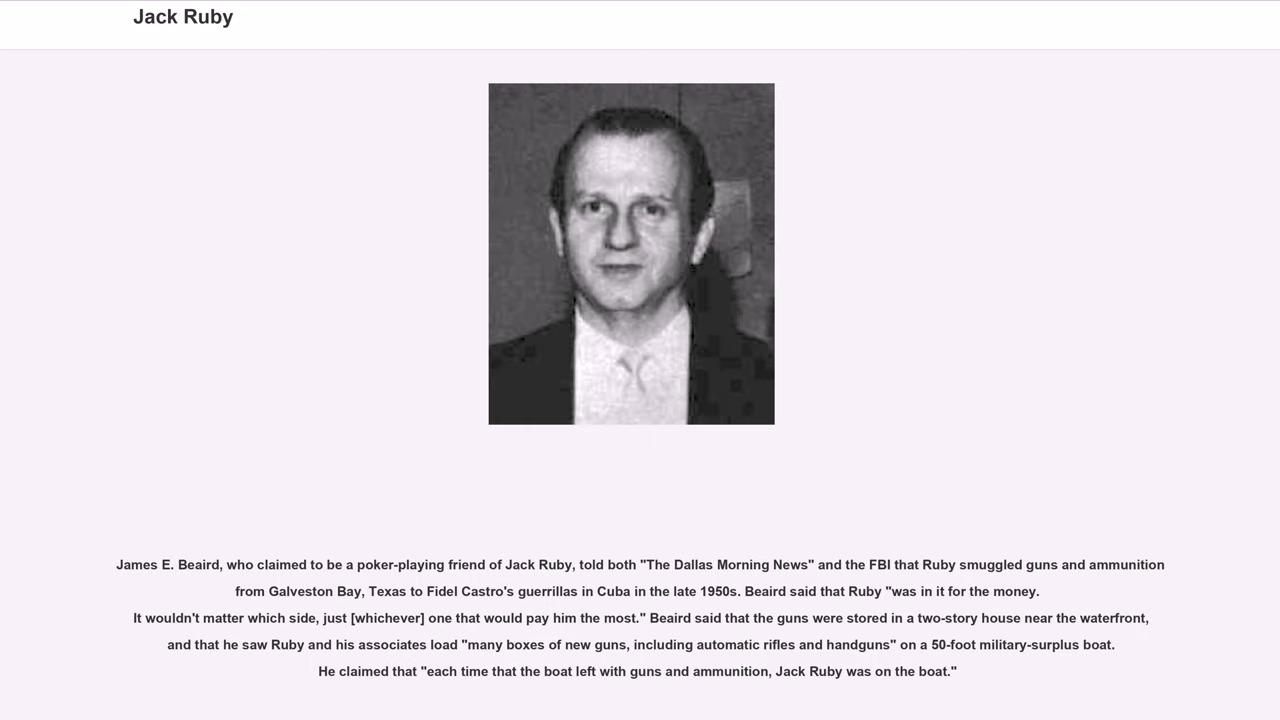 Jack Ruby
James E. Beaird, who claimed to be a poker-playing friend of Jack Ruby, told both "The Dallas Morning News" and the FBI that Ruby smuggled guns and ammunition
from Galveston Bay, Texas to Fidel Castro's guerrillas in Cuba in the late 1950s. Beaird said that Ruby "was in it for the money.
It wouldn't matter which side, just [whichever] one that would pay him the most." Beaird said that the guns were stored in a two-story house near the waterfront,
and that he saw Ruby and his associates load "many boxes of new guns, including automatic rifles and handguns" on a 50-foot military-surplus boat.
He claimed that "each time that the boat left with guns and ammunition, Jack Ruby was on the boat."